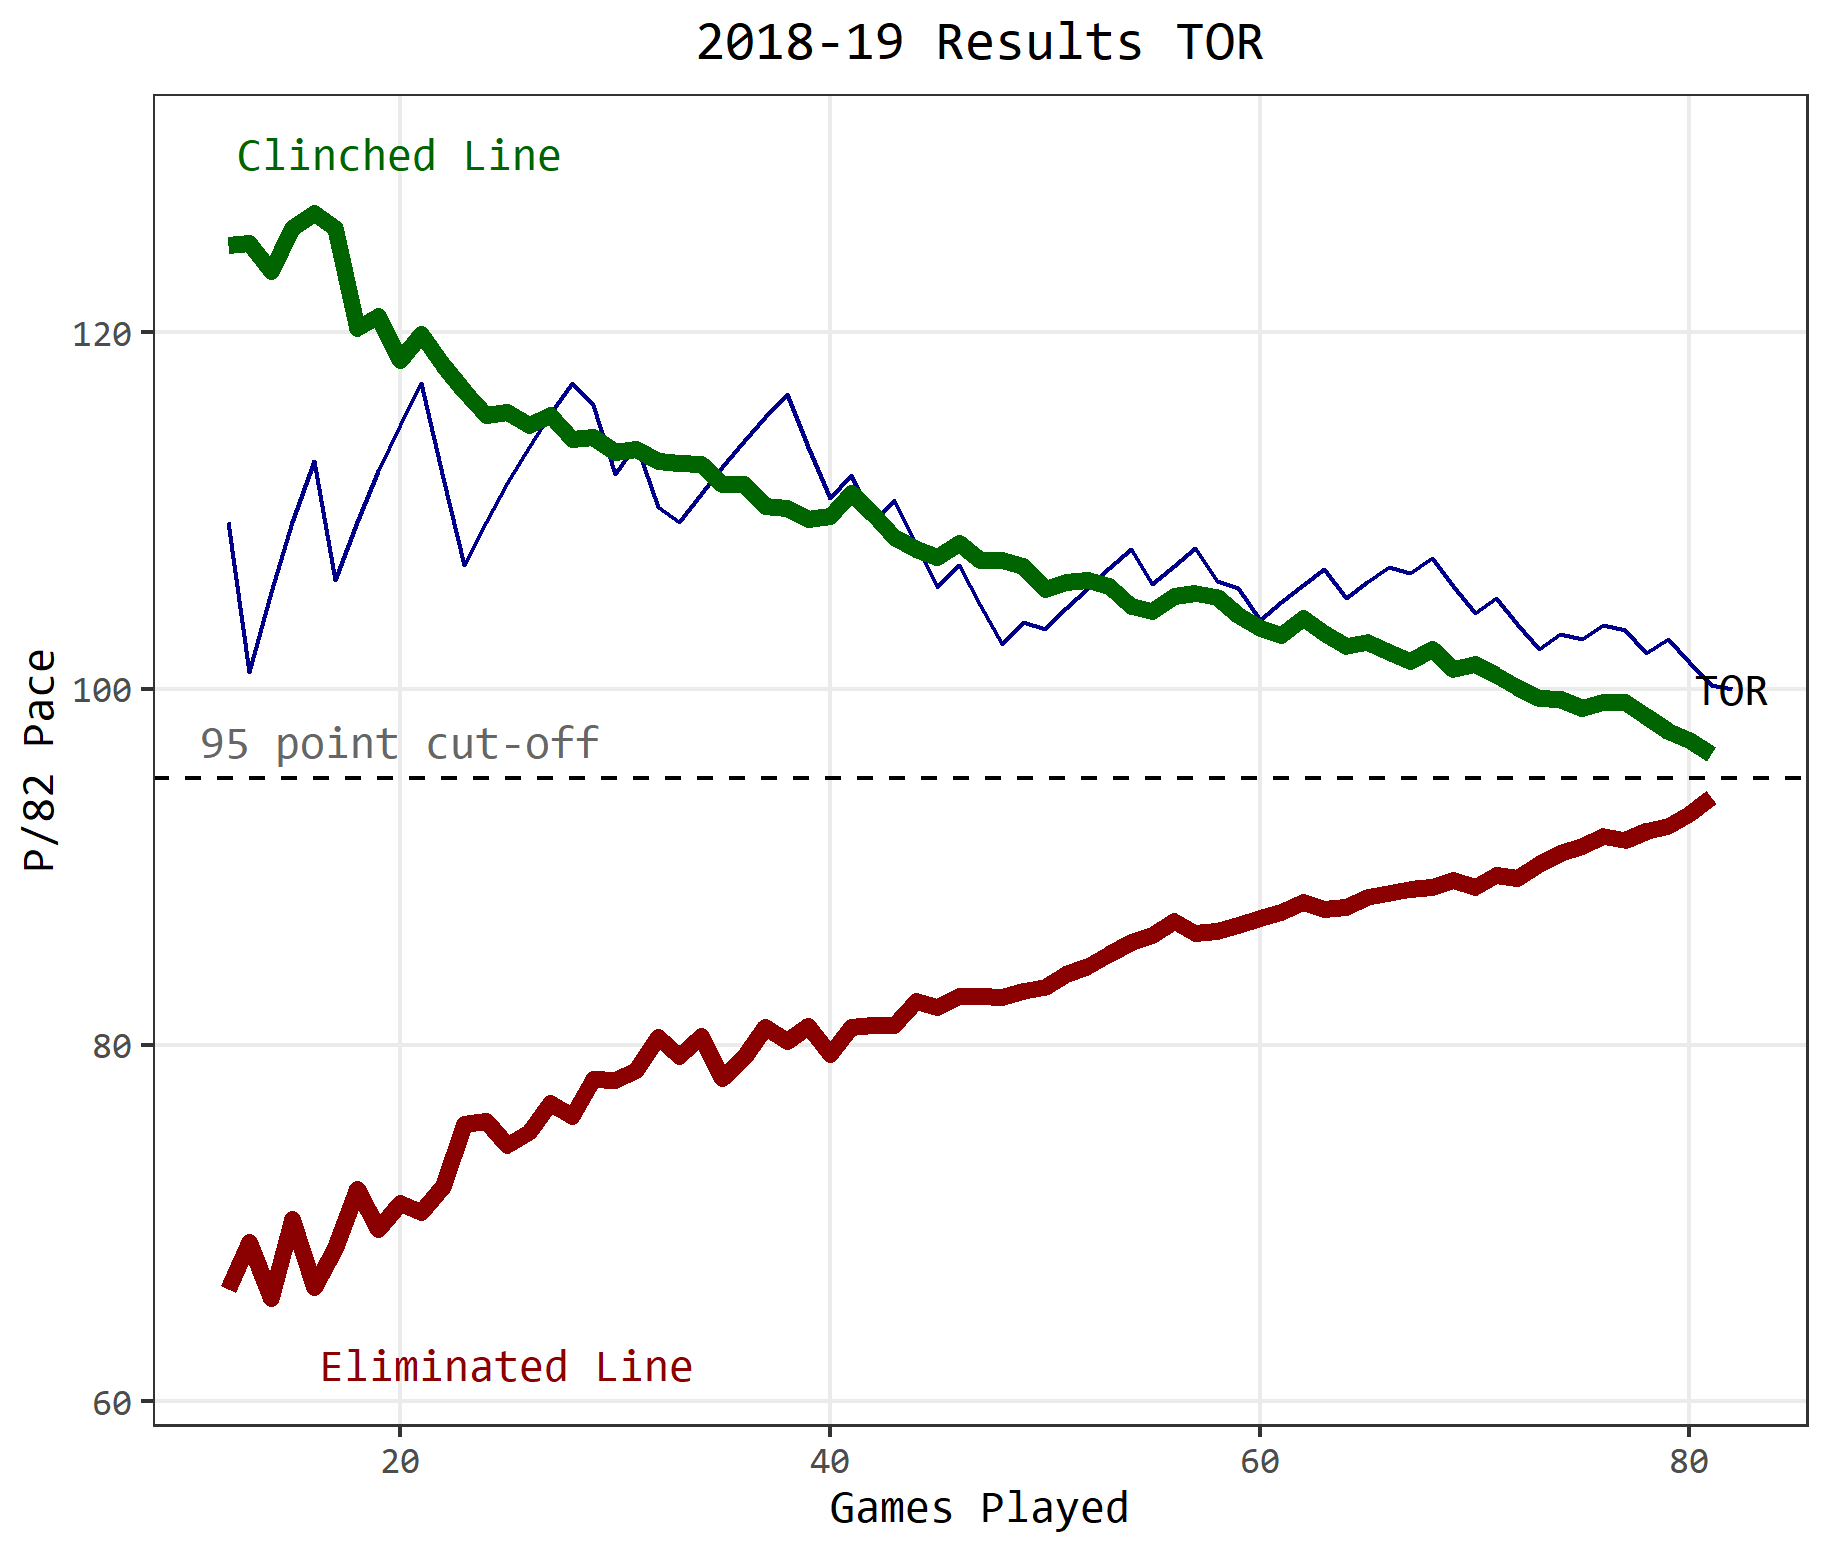 2018-19 Results TOR
Clinched Line
120
100
TOR
95 point cut-off
P/82 Pace
80
Eliminated Line
60
20
40
60
80
Games Played